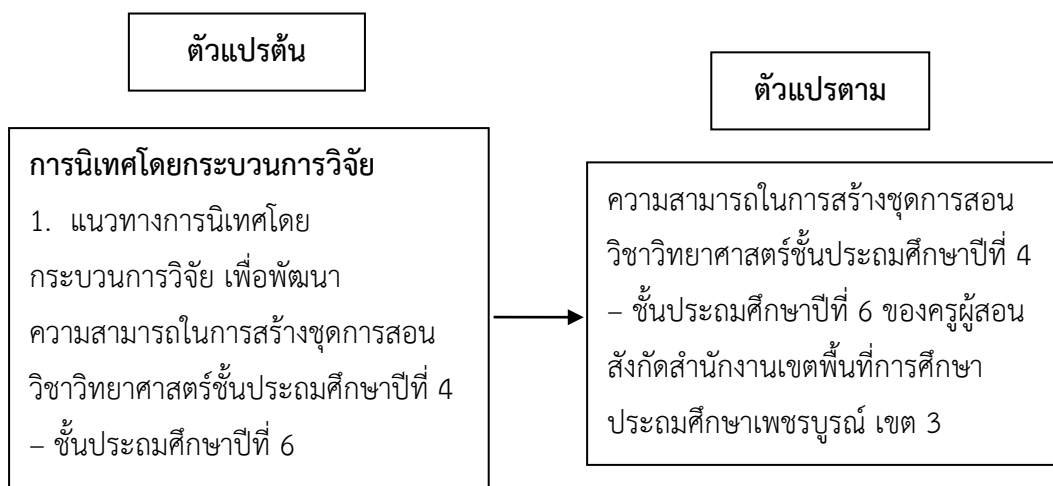 ตัวแปรต้น
ตัวแปรตาม
การนิเทศโดยกระบวนการวิจัย
1. แนวทางการนิเทศโดย
กระบวนการวิจัย เพื่อพัฒนา
ความสามารถในการสร้างชุดการสอน
วิชาวิทยาศาสตร์ชั้นประถมศึกษาปีที่ 4
– ชั้นประถมศึกษาปีที่ 6
ความสามารถในการสร้างชุดการสอน
วิชาวิทยาศาสตร์ชั้นประถมศึกษาปีที่ 4
– ชั้นประถมศึกษาปีที่ 6 ของครูผู้สอน
สังกัดสำนักงานเขตพื้นที่การศึกษา
ประถมศึกษาเพชรบูรณ์ เขต 3